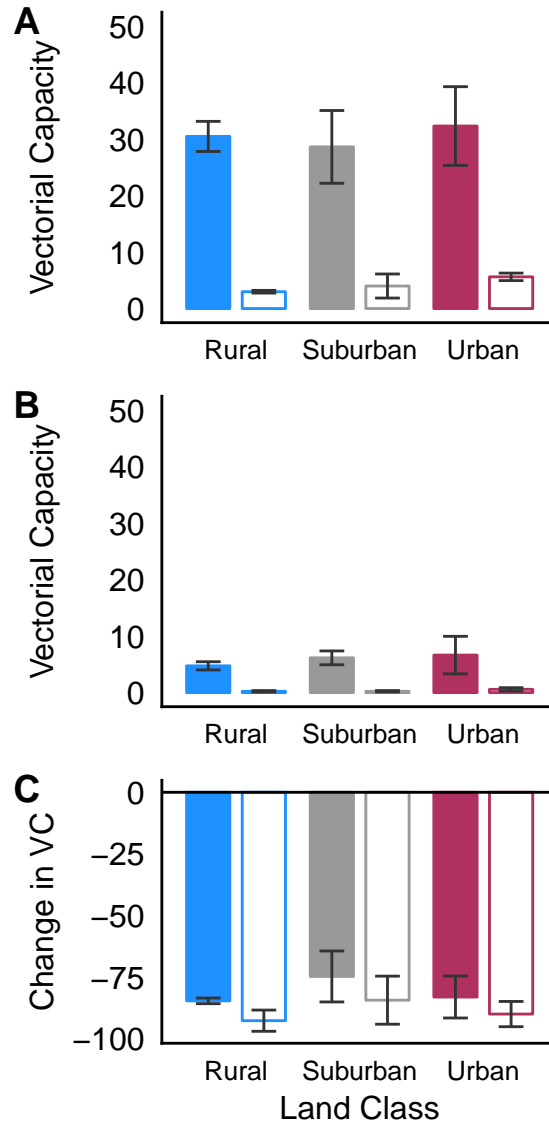 A
Vectorial Capacity
50
40
30
20
10
0
Rural Suburban Urban
B
Vectorial Capacity
50
40
30
20
10
0
Rural Suburban Urban
C
Change in VC
0
−25
−50
−75
−100
Rural Suburban Urban
Land Class